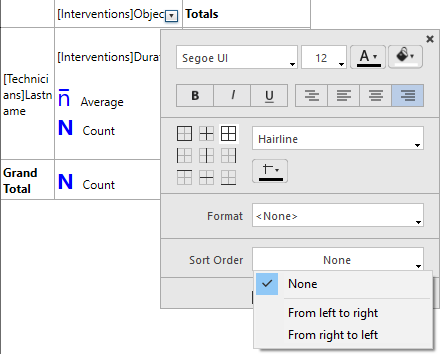 [Interventions]Objec Totals
[Interventions]Dura
[Technicians]Lastname
n̄ Average
N Count
Grand Total
N Count
Segoe UI 12 A
B I U
Hairline
Format <None>
Sort Order None
None
From left to right
From right to left